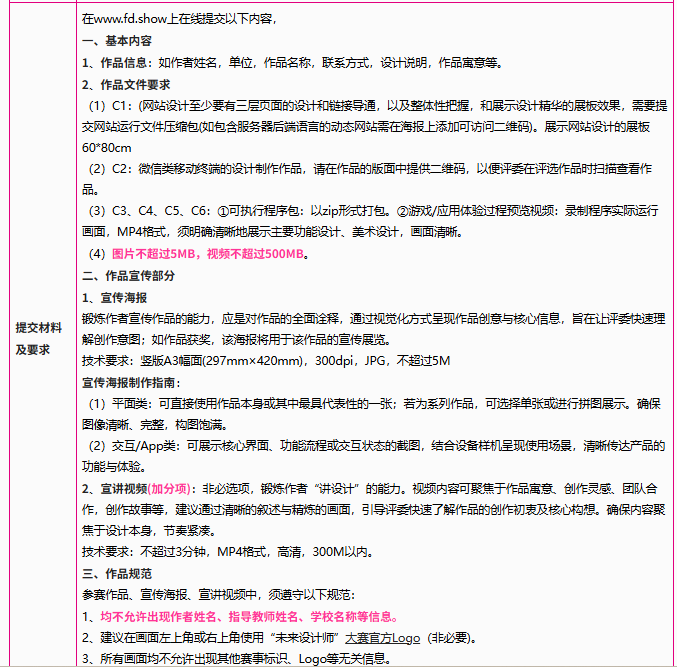 在www.fd.show上在线提交以下内容，
一、基本内容
1、作品信息：如作者姓名，单位，作品名称，联系方式，设计说明，作品寓意等。
2、作品文件要求
（1）C1：(网站设计至少要有三层页面的设计和链接导通，以及整体性把握，和展示设计精华的展板效果，需要提
交网站运行文件压缩包(如包含服务器后端语言的动态网站需在海报上添加可访问二维码)。展示网站设计的展板
60*80cm
（2）C2：微信类移动终端的设计制作作品，请在作品的版面中提供二维码，以便评委在评选作品时扫描查看作
品。
（3）C3、C4、C5、C6：①可执行程序包：以zip形式打包。②游戏/应用体验过程预览视频：录制程序实际运行
画面，MP4格式，须明确清晰地展示主要功能设计、美术设计，画面清晰。
（4）图片不超过5MB，视频不超过500MB。
二、作品宣传部分
1、宣传海报
锻炼作者宣传作品的能力，应是对作品的全面诠释，通过视觉化方式呈现作品创意与核心信息，旨在让评委快速理
解创作意图；如作品获奖，该海报将用于该作品的宣传展览。
技术要求：竖版A3幅面(297mm×420mm)，300dpi，JPG，不超过5M
提交材料
及要求
宣传海报制作指南：
（1）平面类：可直接使用作品本身或其中最具代表性的一张；若为系列作品，可选择单张或进行拼图展示。确保
图像清晰、完整，构图饱满。
（2）交互/App类：可展示核心界面、功能流程或交互状态的截图，结合设备样机呈现使用场景，清晰传达产品的
功能与体验。
2、宣讲视频(加分项)：非必选项，锻炼作者“讲设计”的能力。视频内容可聚焦于作品寓意、创作灵感、团队合
作，创作故事等，建议通过清晰的叙述与精炼的画面，引导评委快速了解作品的创作初衷及核心构想。确保内容聚
焦于设计本身，节奏紧凑。
技术要求：不超过3分钟，MP4格式，高清，300M以内。
三、作品规范
参赛作品、宣传海报、宣讲视频中，须遵守以下规范：
1、均不允许出现作者姓名、指导教师姓名、学校名称等信息。
2、建议在画面左上角或右上角使用“未来设计师”大赛官方Logo（非必需)。
3、所有画面均不允许出现其他赛事标识、Logo等无关信息。